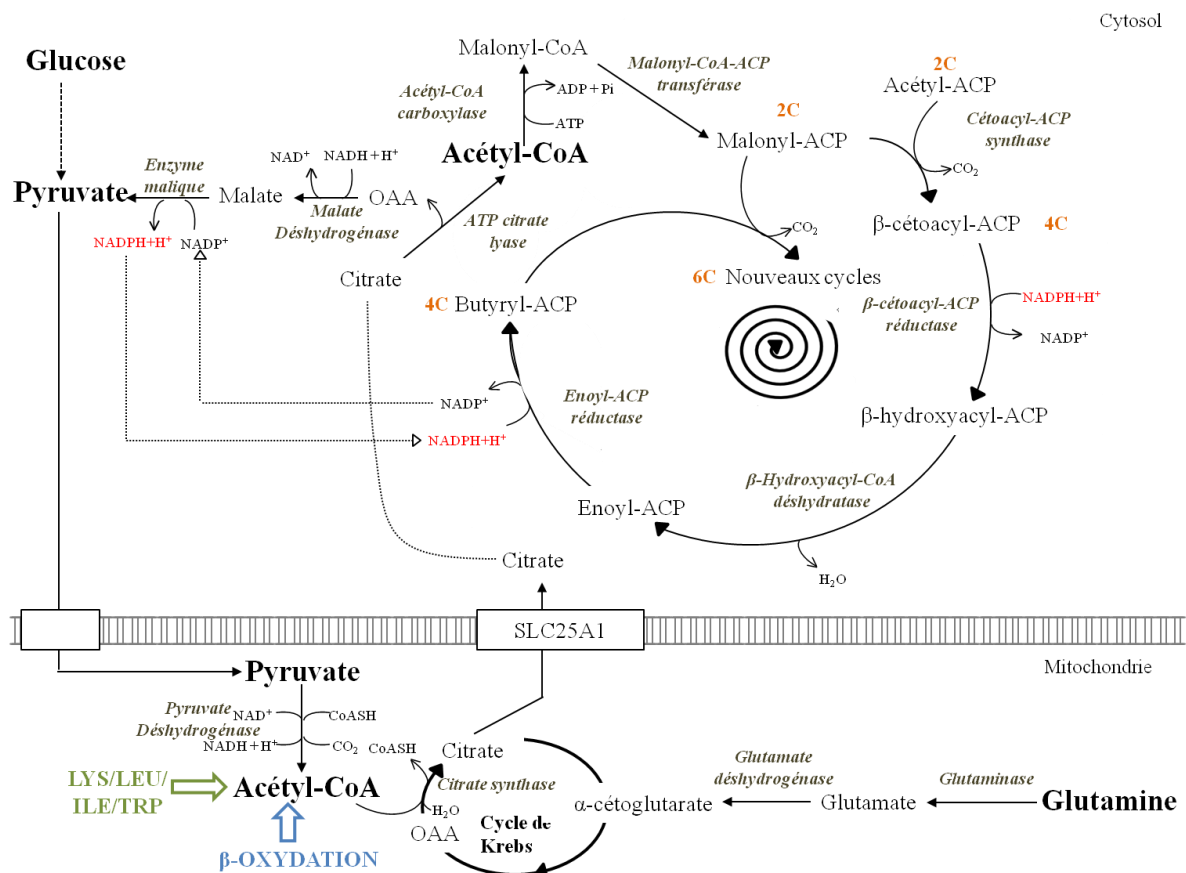 Cytosol
Malonyl-CoA
Glucose
Malonyl-CoA-ACP
transférase
2C
Acétyl-ACP
Acétyl-CoA
carboxylase
ADP+Pi
ATP
2C
Malonyl-ACP
Cétoacyl-ACP
synthase
CO₂
Acétyl-CoA
NAD⁺
NADH+H⁺
Enzyme
malique
Pyruvate
Malate
OAA
Malate
Déshydrogénase
ATP citrate
lyase
NADPH+H⁺
NADP⁺
CO₂
β-cétoacyl-ACP
4C
Citrate
4C Butyryl-ACP
6C Nouveaux cycles
β-cétoacyl-ACP
réductase
NADPH+H⁺
NADP⁺
Enoyl-ACP
réductase
NADP⁺
NADPH+H⁺
β-hydroxyacyl-ACP
β-Hydroxyacyl-CoA
déshydratase
Enoyl-ACP
H₂O
Citrate
SLC25A1
Mitochondrie
Pyruvate
Pyruvate
Déshydrogénase
NAD⁺
CoASH
NADH+H⁺
CO₂
CoASH
Citrate
LYS/LEU/
ILE/TRP
Acétyl-CoA
Citrate synthase
H₂O
OAA
Cycle de
Krebs
α-cétoglutarate
Glutamate
déshydrogénase
Glutamate
Glutaminase
Glutamine
β-OXYDATION